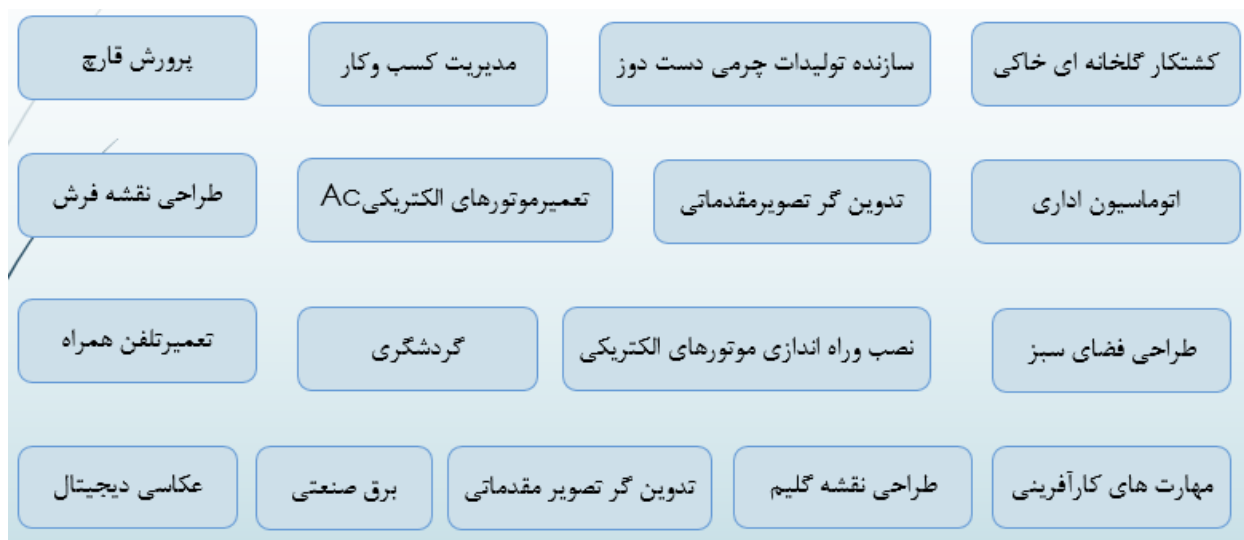 کشتکار گلخانه ای خاکی
سازنده تولیدات چرمی دست دوز
مدیریت کسب وکار
پرورش قارچ
اتوماسیون اداری
تدوین گر تصویرمقدماتی
تعمیرموتورهای الکتریکیAC
طراحی نقشه فرش
طراحی فضای سبز
نصب وراه اندازی موتورهای الکتریکی
گردشگری
تعمیرتلفن همراه
مهارت های کارآفرینی
طراحی نقشه گلیم
تدوین گر تصویر مقدماتی
برق صنعتی
عکاسی دیجیتال